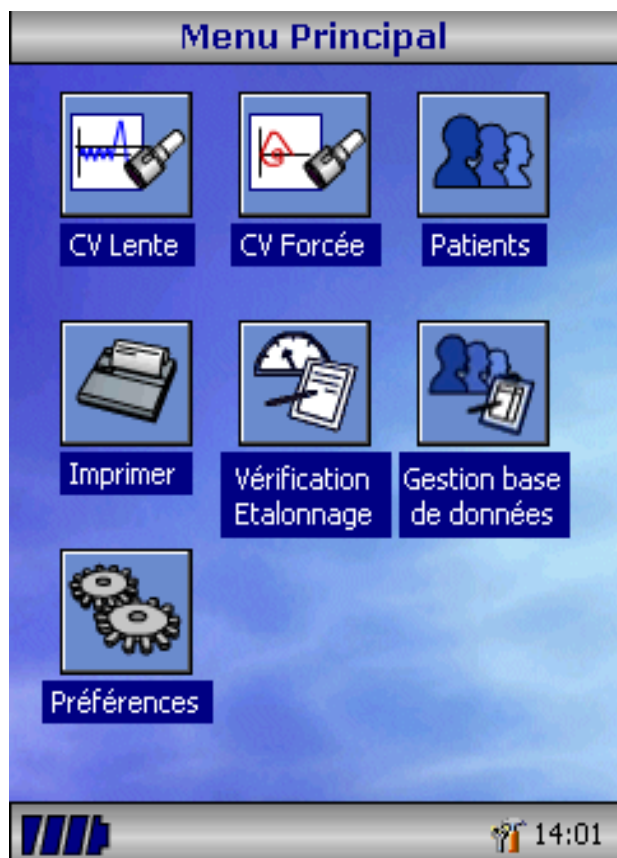 Menu Principal
CV Lente
CV Forcée
Patients
Imprimer
Vérification
Etalonnage
Gestion base
de données
Préférences
14:01